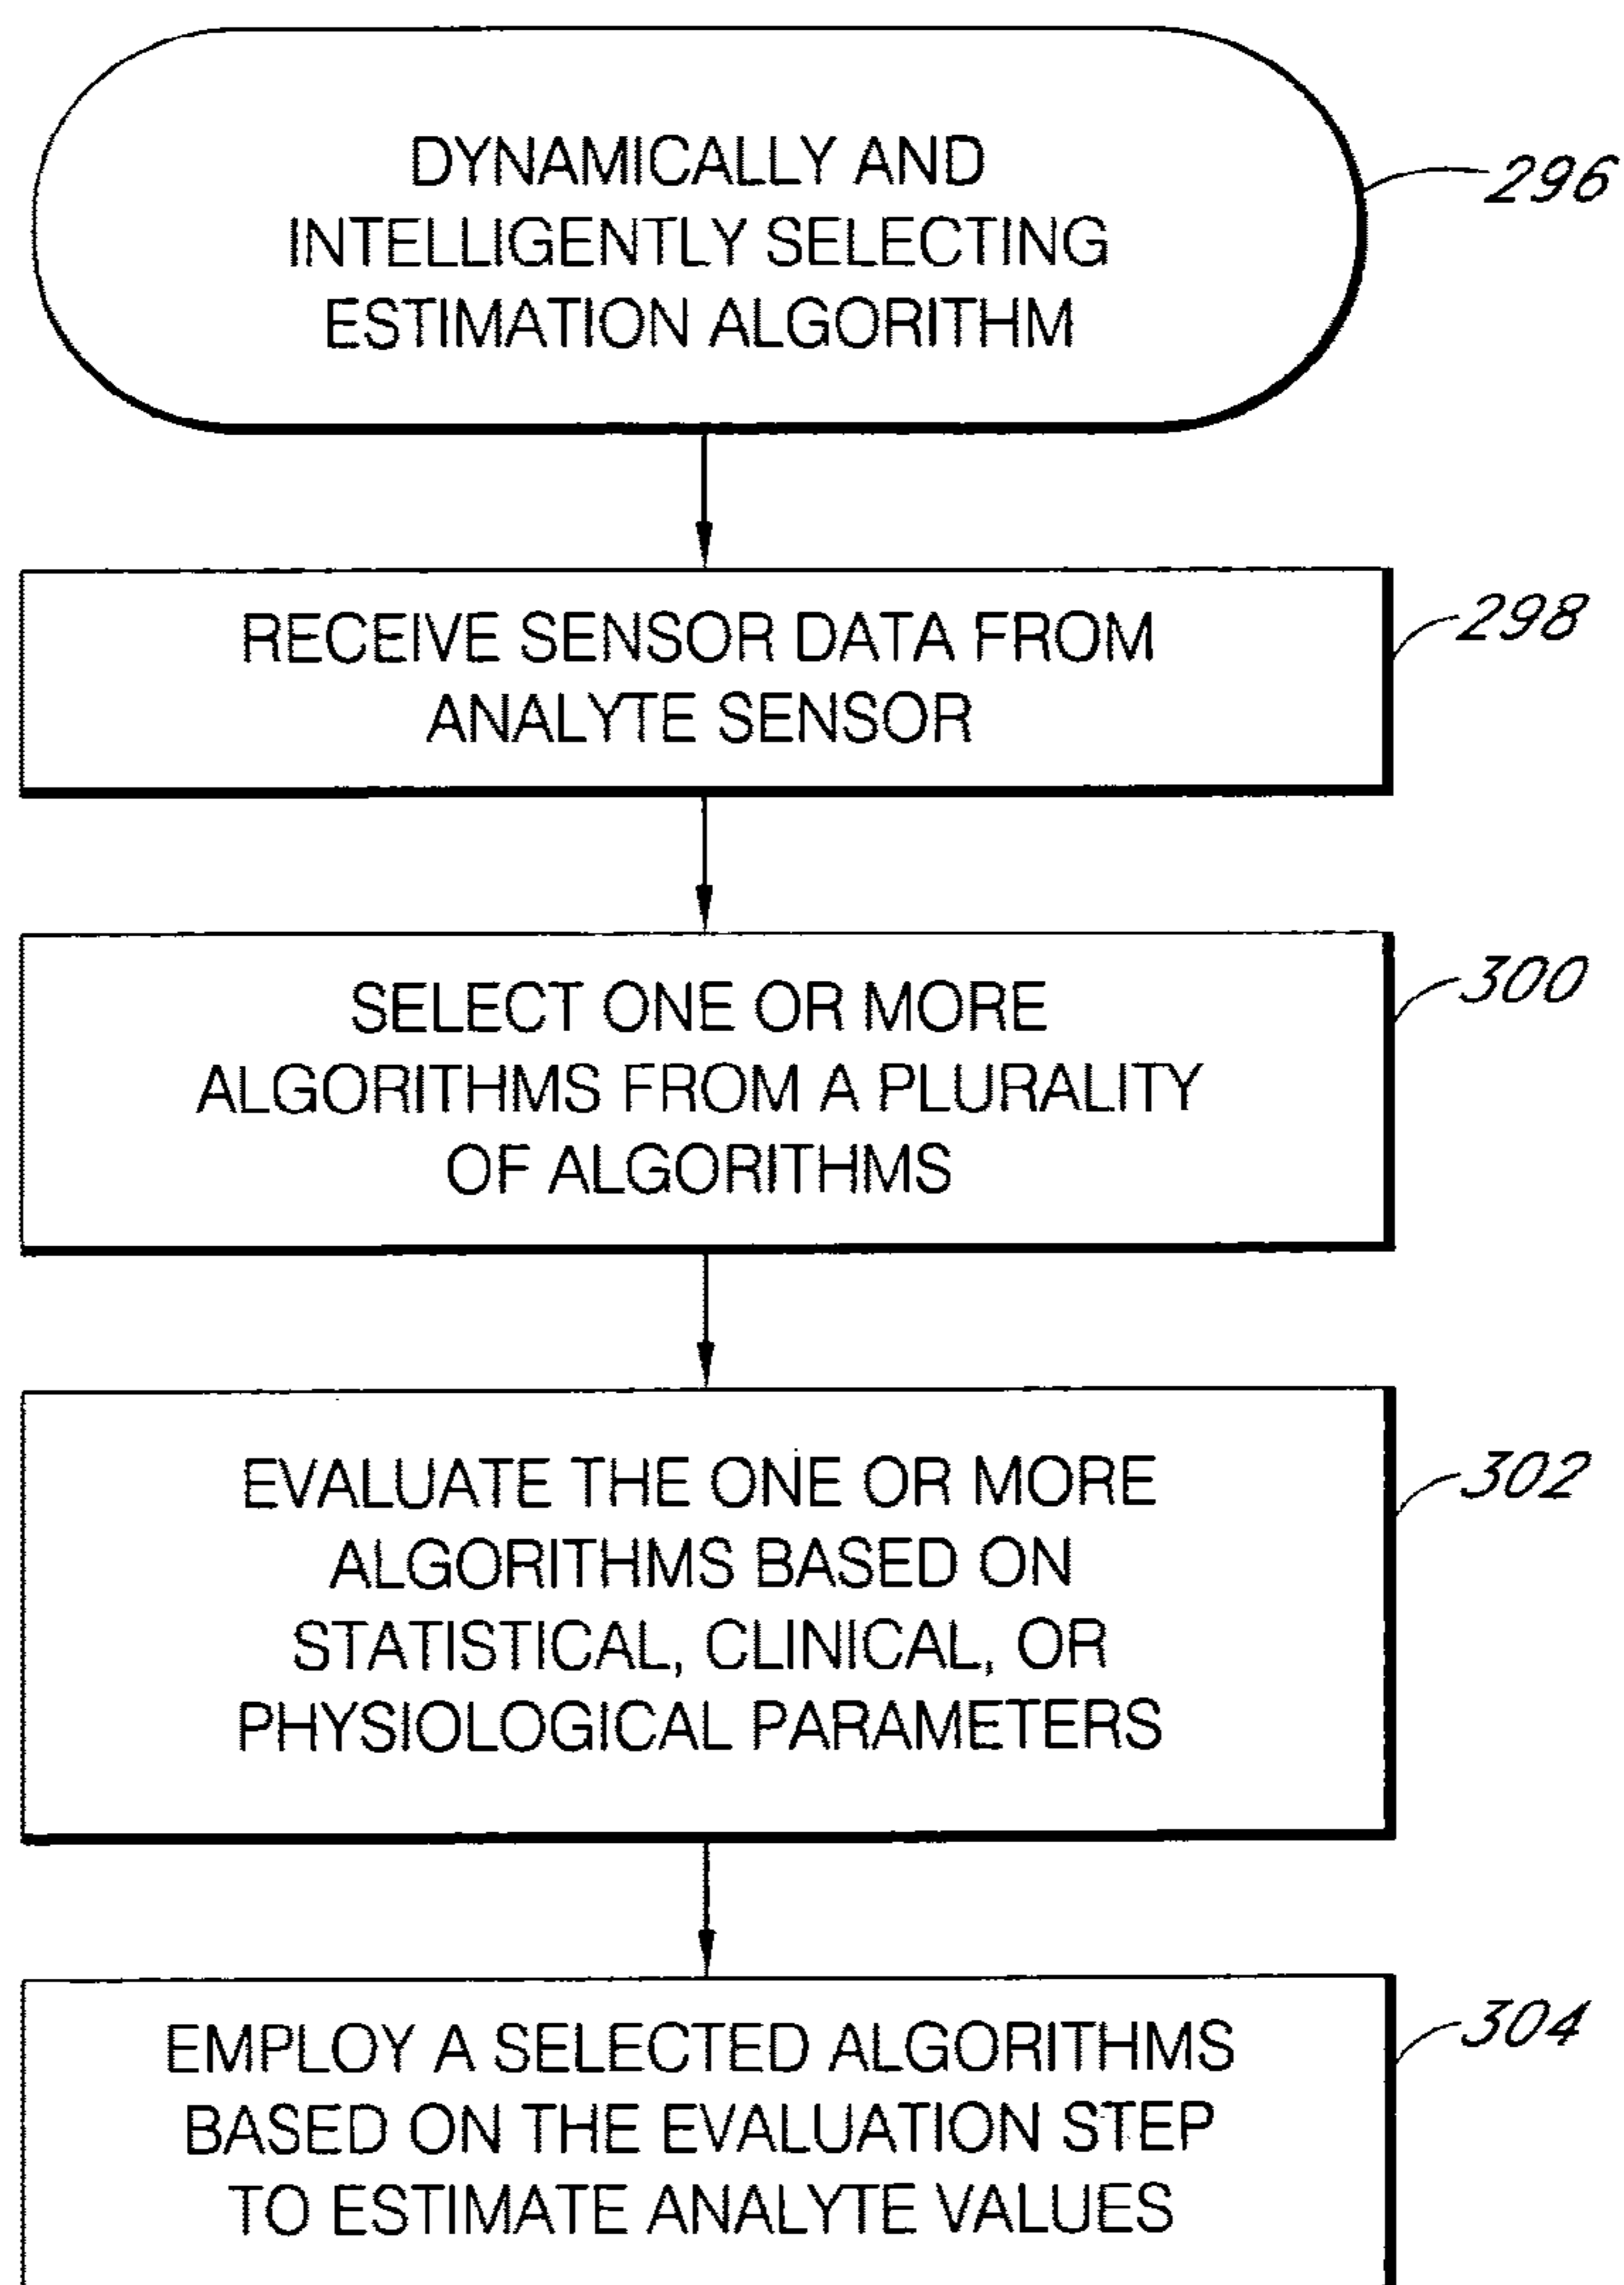 DYNAMICALLY AND
INTELLIGENTLY SELECTING
ESTIMATION ALGORITHM
296
RECEIVE SENSOR DATA FROM
ANALYTE SENSOR
298
SELECT ONE OR MORE
ALGORITHMS FROM A PLURALITY
OF ALGORITHMS
300
EVALUATE THE ONE OR MORE
ALGORITHMS BASED ON
STATISTICAL, CLINICAL, OR
PHYSIOLOGICAL PARAMETERS
302
EMPLOY A SELECTED ALGORITHMS
BASED ON THE EVALUATION STEP
TO ESTIMATE ANALYTE VALUES
304